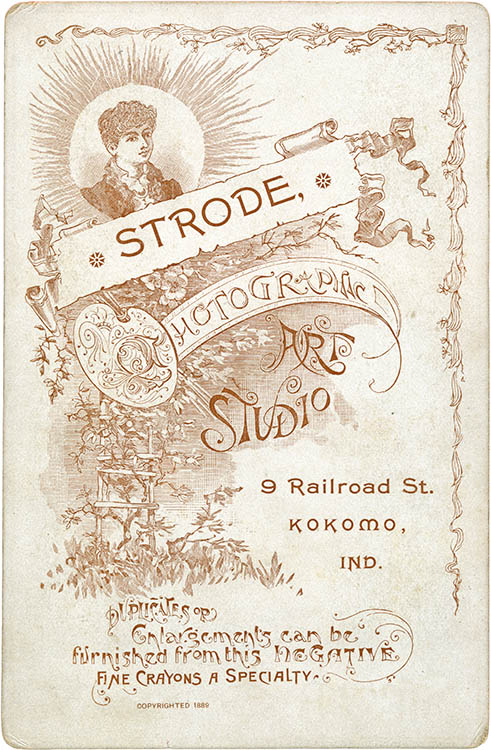 STRODE,
PHOTOGRAPHIC
ART
STUDIO
9 Railroad St.
KOKOMO,
IND.
DUPLICATES OR
Enlargements can be
furnished from this NEGATIVE
FINE CRAYONS A SPECIALTY.
COPYRIGHTED 1889